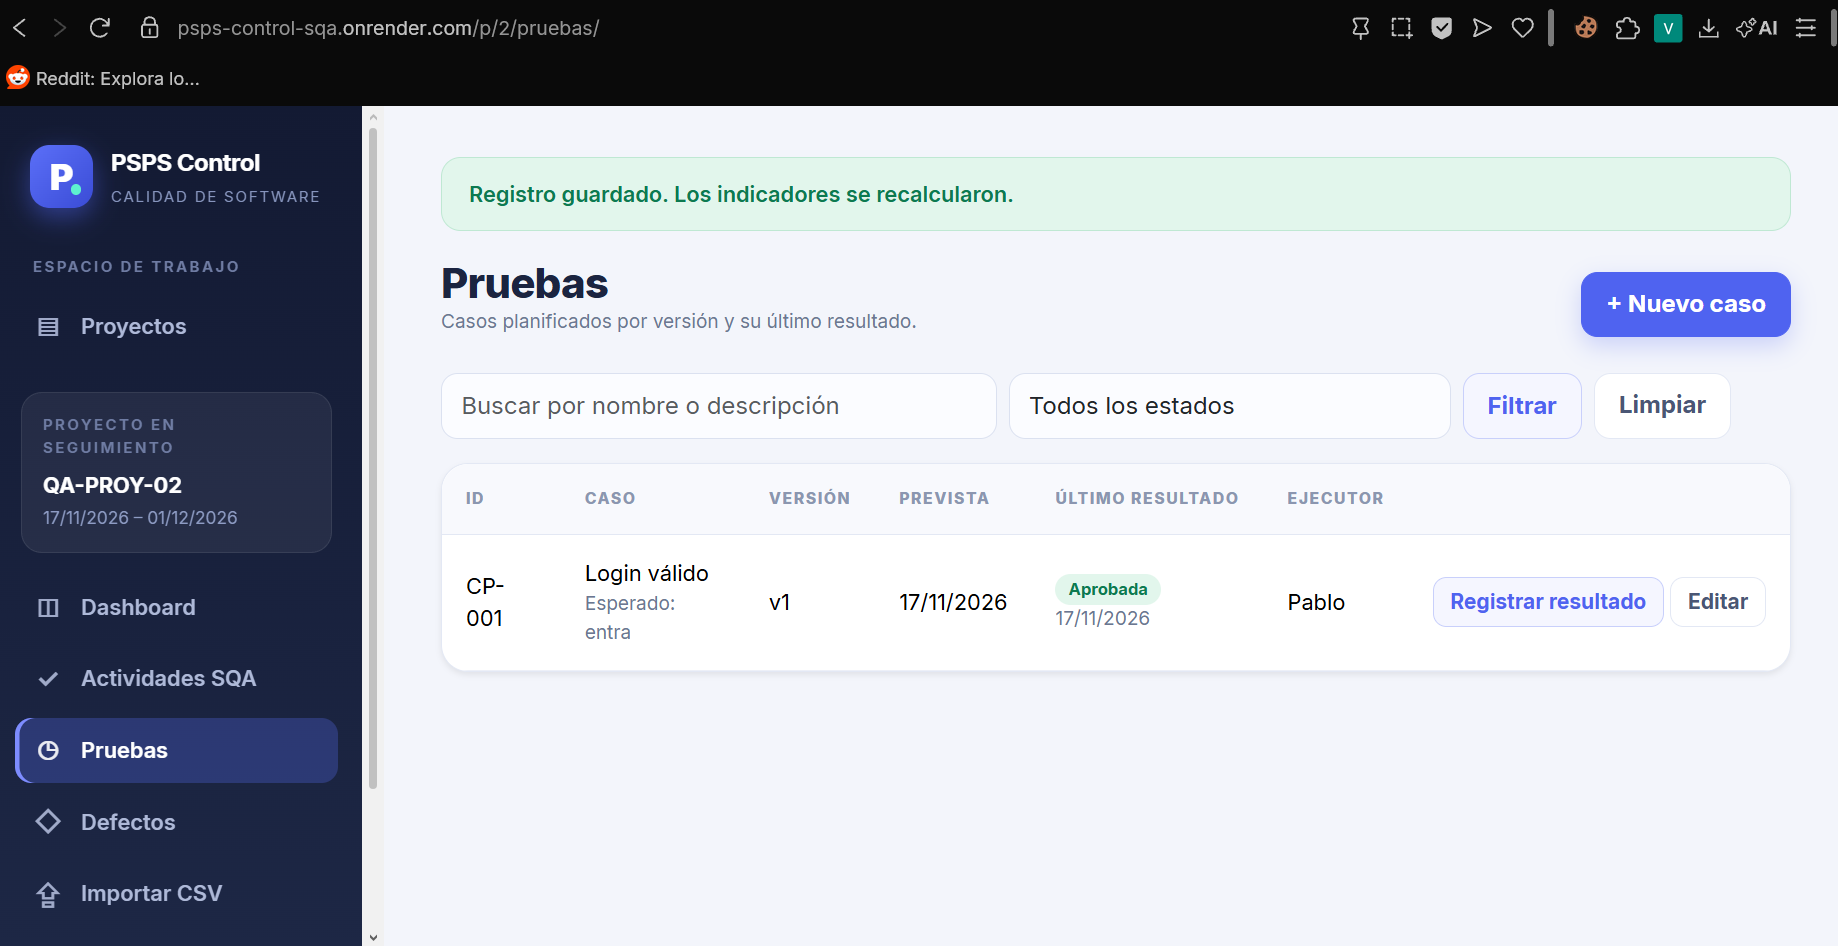 psps-control-sqa.onrender.com/p/2/pruebas/
V
AI
Reddit: Explora lo...
P
PSPS Control
CALIDAD DE SOFTWARE
ESPACIO DE TRABAJO
Proyectos
PROYECTO EN
SEGUIMIENTO
QA-PROY-02
17/11/2026 – 01/12/2026
Dashboard
Actividades SQA
Pruebas
Defectos
Importar CSV
Registro guardado. Los indicadores se recalcularon.
Pruebas
Casos planificados por versión y su último resultado.
+ Nuevo caso
Buscar por nombre o descripción
Todos los estados
Filtrar
Limpiar
ID CASO VERSIÓN PREVISTA ÚLTIMO RESULTADO EJECUTOR
CP-
001
Login válido
Esperado:
entra
v1
17/11/2026
Aprobada
17/11/2026
Pablo
Registrar resultado
Editar